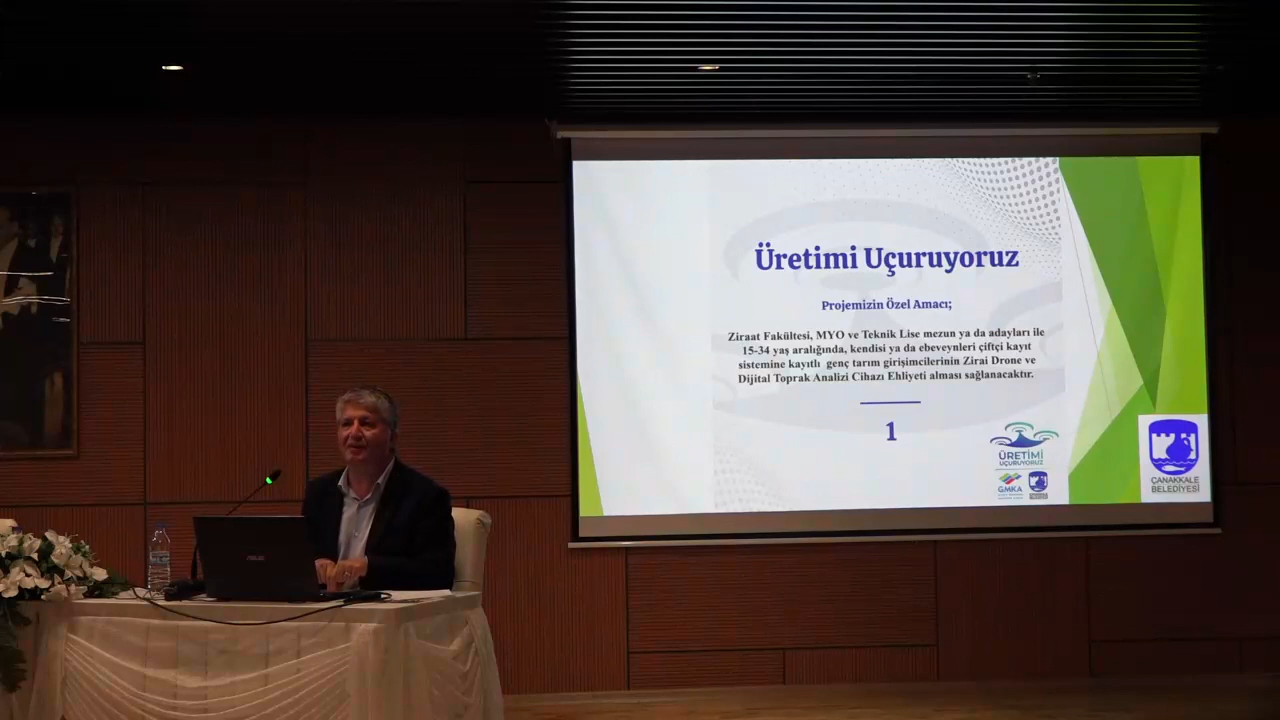 Üretimi Uçuruyoruz
Projemizin Özel Amacı;
Ziraat Fakültesi, MYO ve Teknik Lise mezun ya da adayları ile
15-34 yaş aralığında, kendisi ya da ebeveynleri çiftçi kayıt
sistemine kayıtlı genç tarım girişimcilerinin Zirai Drone ve
Dijital Toprak Analizi Cihazı Ehliyeti alması sağlanacaktır.
1
ÜRETİMİ
UÇURUYORUZ
GMKA
ÇANAKKALE
BELEDİYESİ
ASUS